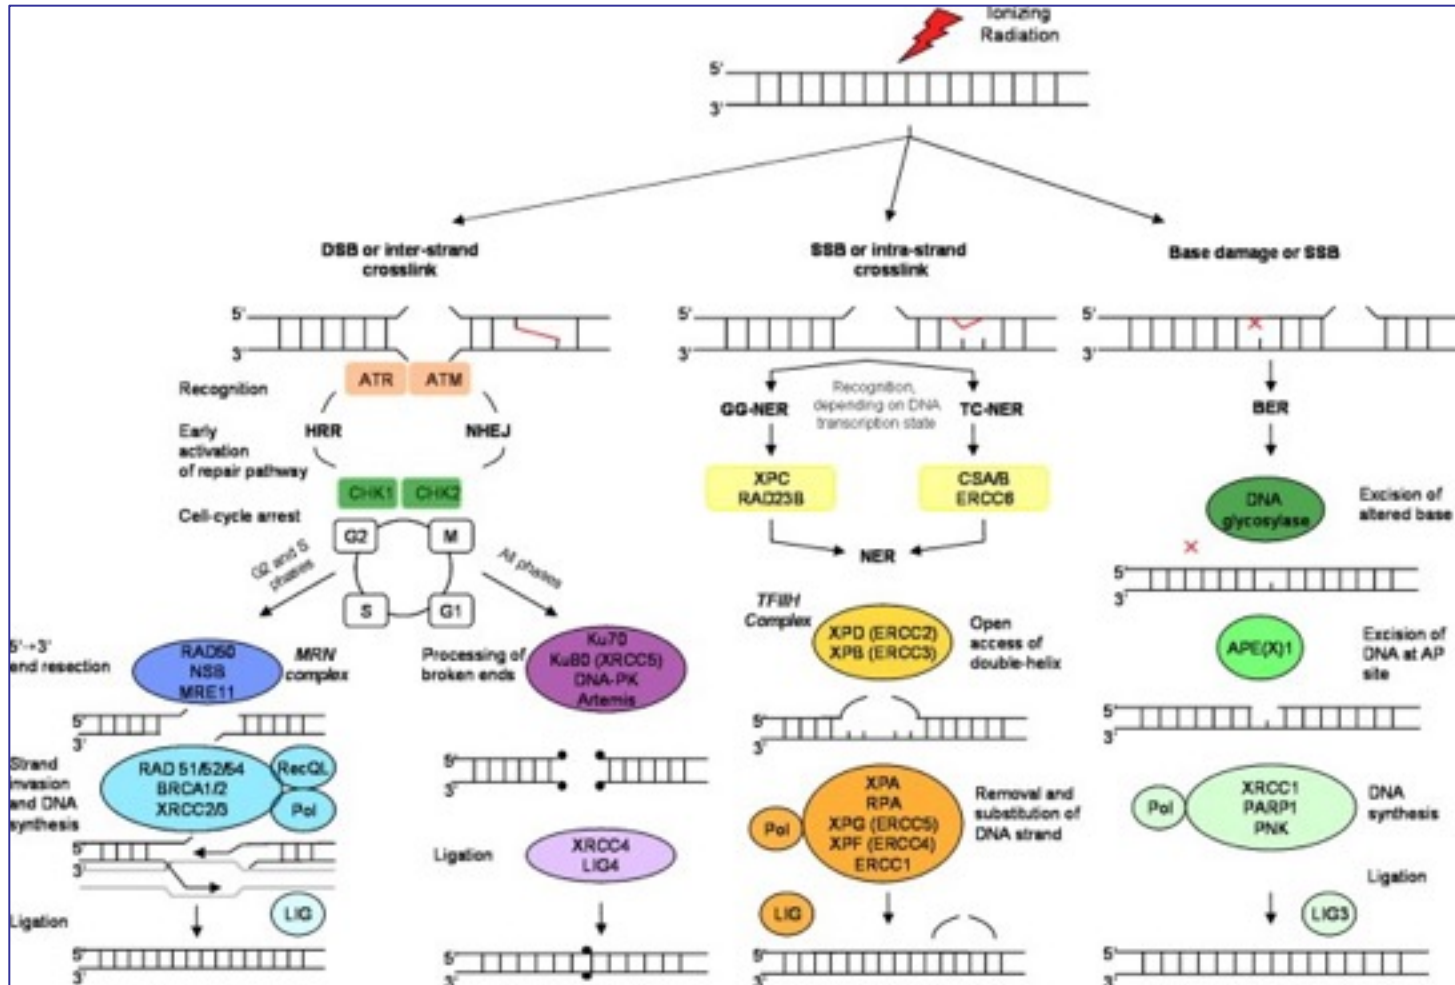 Ionizing
Radiation
5'
3'
DSB or inter-strand
crosslink
SSB or intra-strand
crosslink
Base damage or SSB
5'
3'
5'
3'
5'
3'
ATR
ATM
Recognition
HRR
NHEJ
Early
activation
of repair pathway
CHK1
CHK2
Cell-cycle arrest
G2
M
S
G1
G2 and S
phases
All phases
GG-NER
Recognition,
depending on DNA
transcription state
TC-NER
XPC
RAD23B
CSA/B
ERCC6
NER
BER
DNA
glycosylase
Excision of
altered base
5'
3'
5'→3'
end resection
RAD50
NSB
MRE11
MRN
complex
Processing of
broken ends
Ku70
Ku80 (XRCC5)
DNA-PK
Artemis
TFIIH
Complex
XPD (ERCC2)
XPB (ERCC3)
Open
access of
double-helix
APE(X)1
Excision of
DNA at AP
site
5'
3'
5'
3'
5'
3'
Strand
invasion
and DNA
synthesis
RAD 51/52/54
BRCA1/2
XRCC2/3
RecQL
Pol
5'
3'
Pol
XPA
RPA
XPG (ERCC5)
XPF (ERCC4)
ERCC1
Removal and
substitution of
DNA strand
Pol
XRCC1
PARP1
PNK
DNA
synthesis
5'
3'
Ligation
XRCC4
LIG4
Ligation
LIG
LIG
Ligation
LIG3
5'
3'
5'
3'
5'
3'
5'
3'